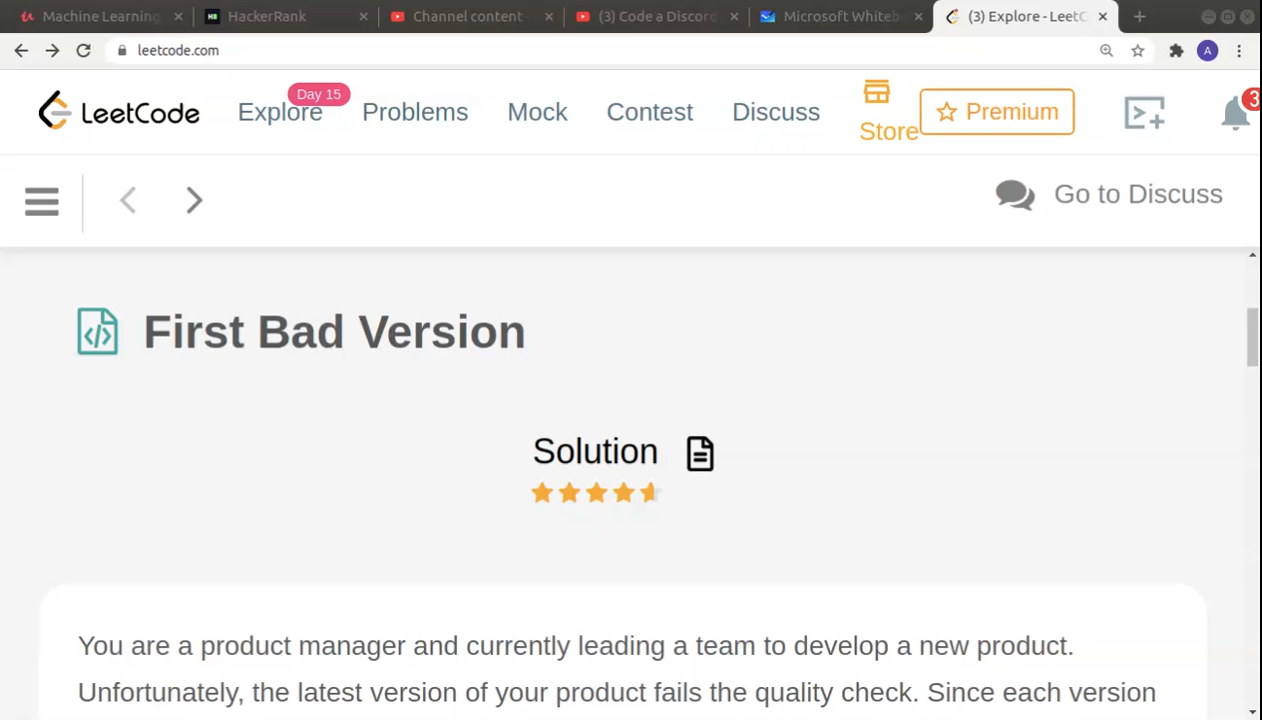 Machine Learning
HackerRank
Channel content
(3) Code a Discord
Microsoft Whiteb
(3) Explore - LeetC
leetcode.com
A
LeetCode
Explore
Day 15
Problems
Mock
Contest
Discuss
Store
Premium
3
Go to Discuss
First Bad Version
Solution
You are a product manager and currently leading a team to develop a new product.
Unfortunately, the latest version of your product fails the quality check. Since each version